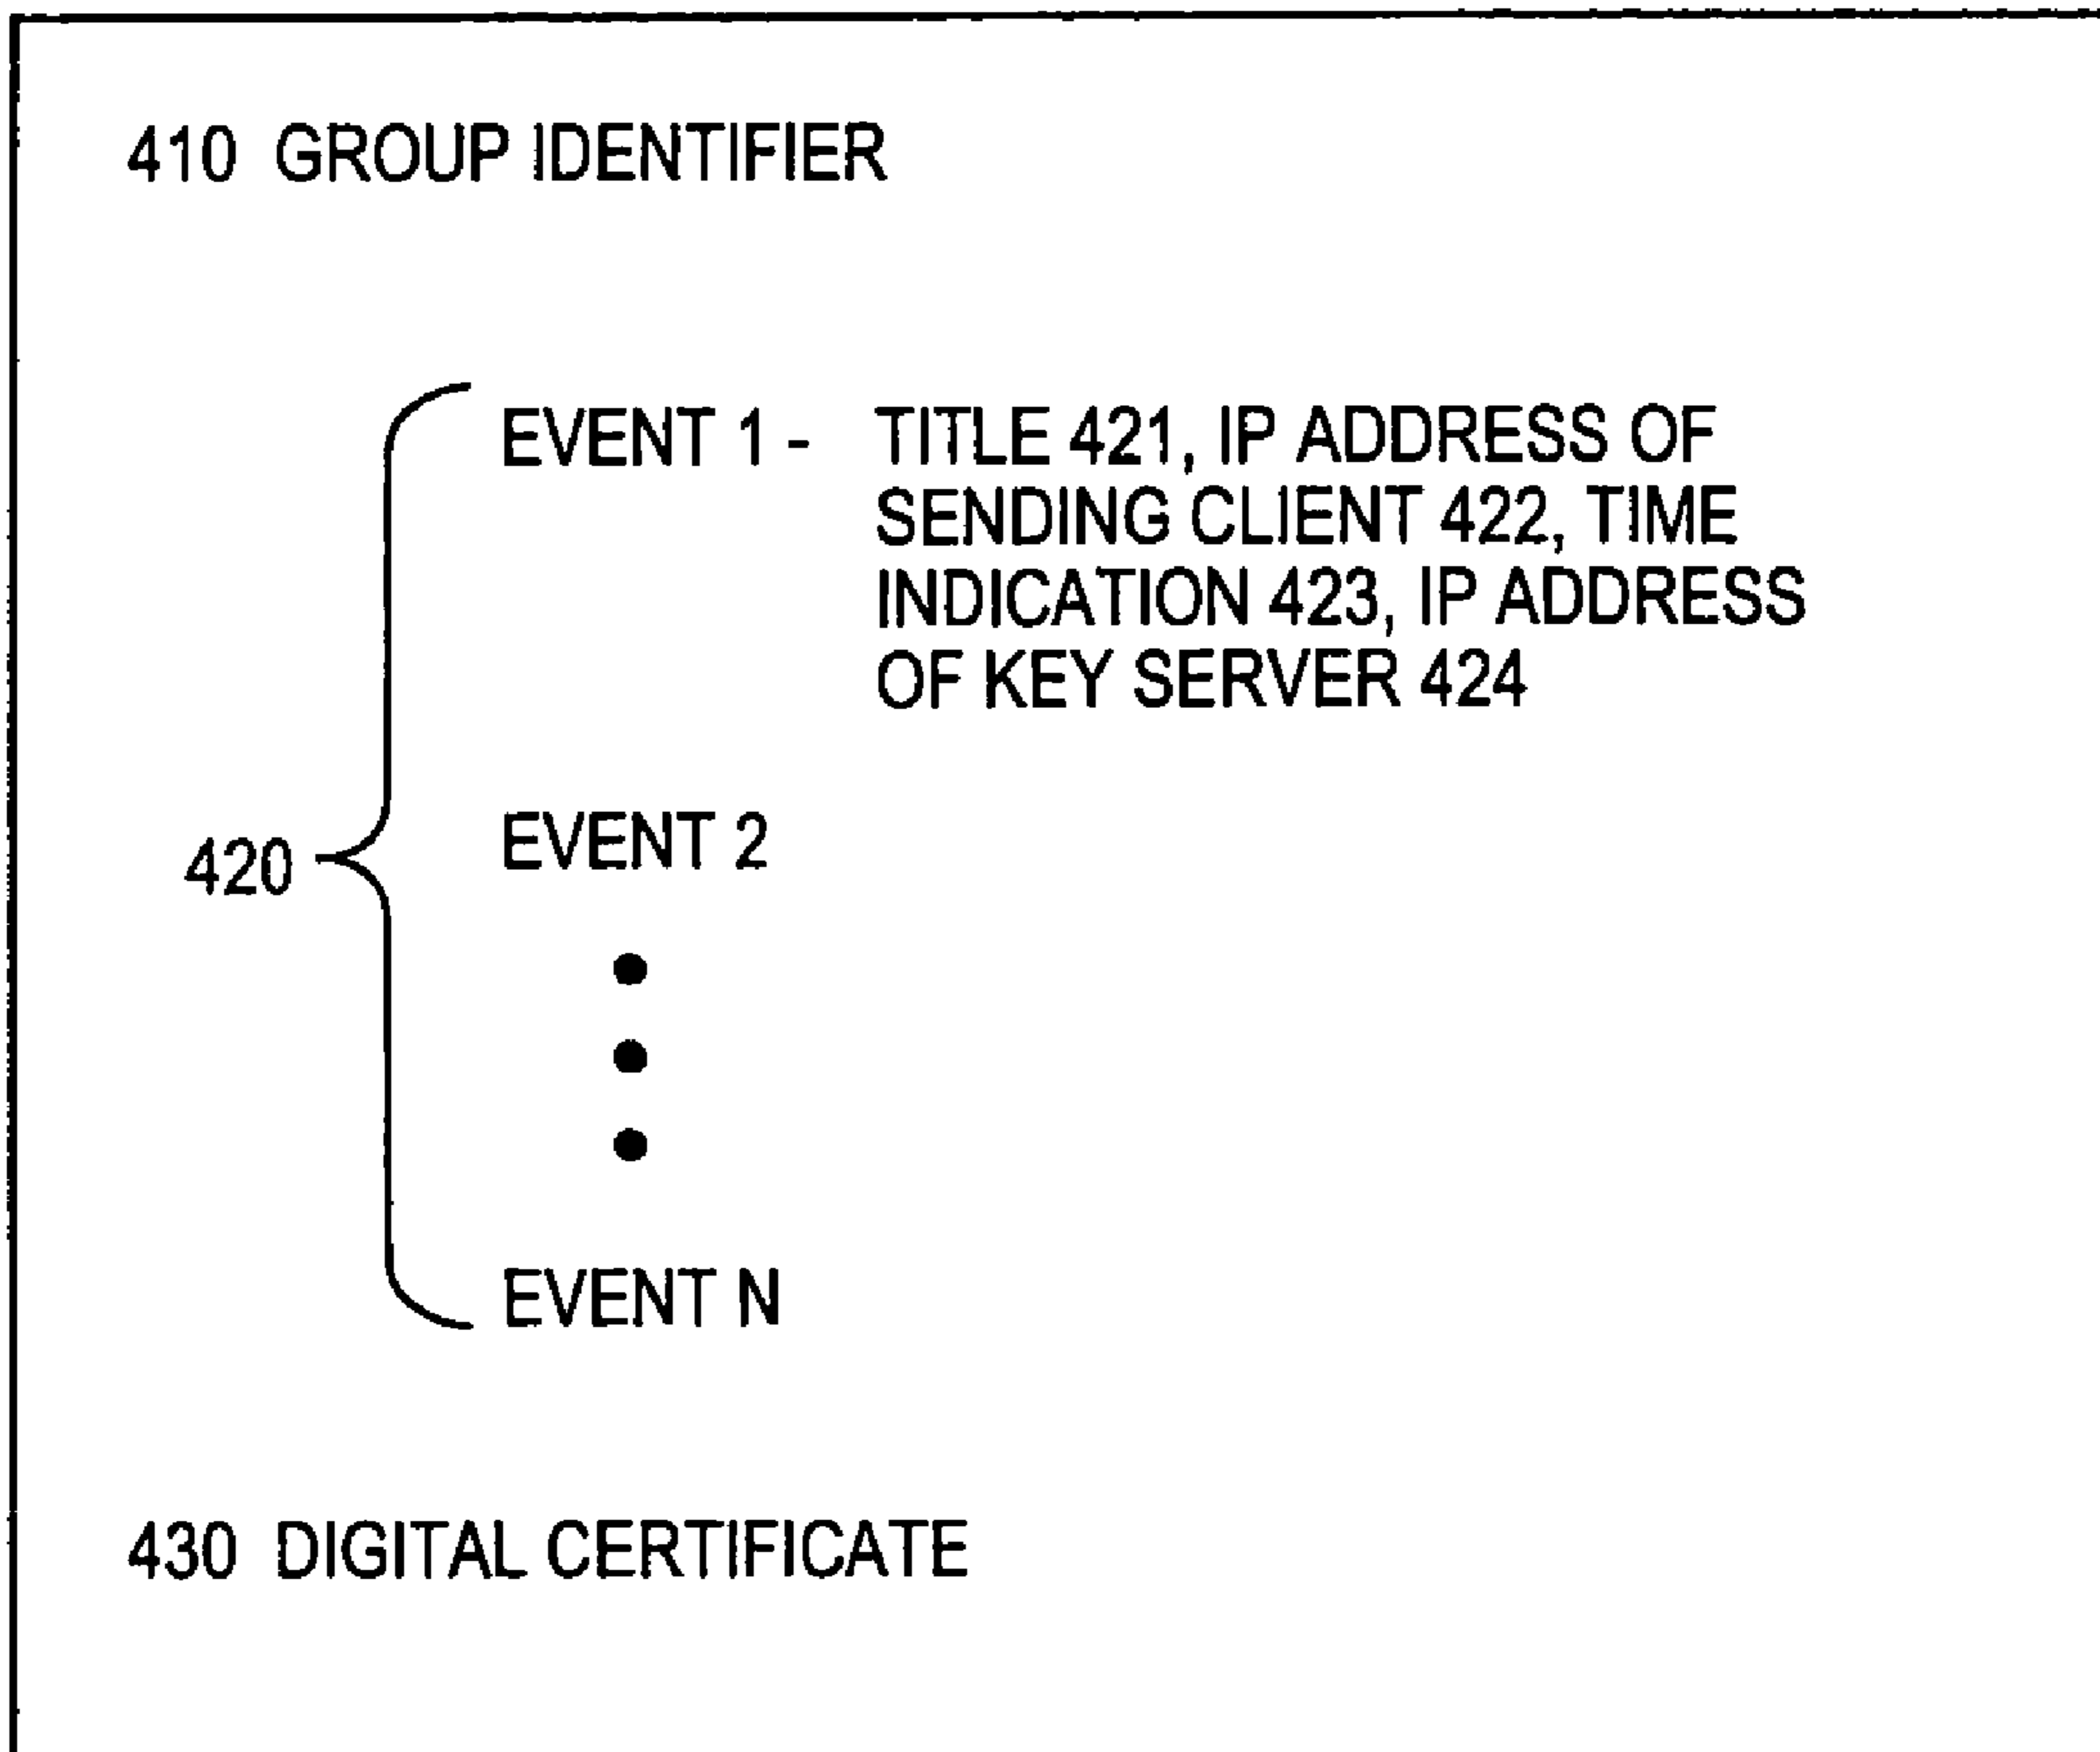 410 GROUP IDENTIFIER
EVENT 1 - TITLE 421, IP ADDRESS OF
SENDING CLIENT 422, TIME
INDICATION 423, IP ADDRESS
OF KEY SERVER 424
420
EVENT 2
EVENT N
430 DIGITAL CERTIFICATE